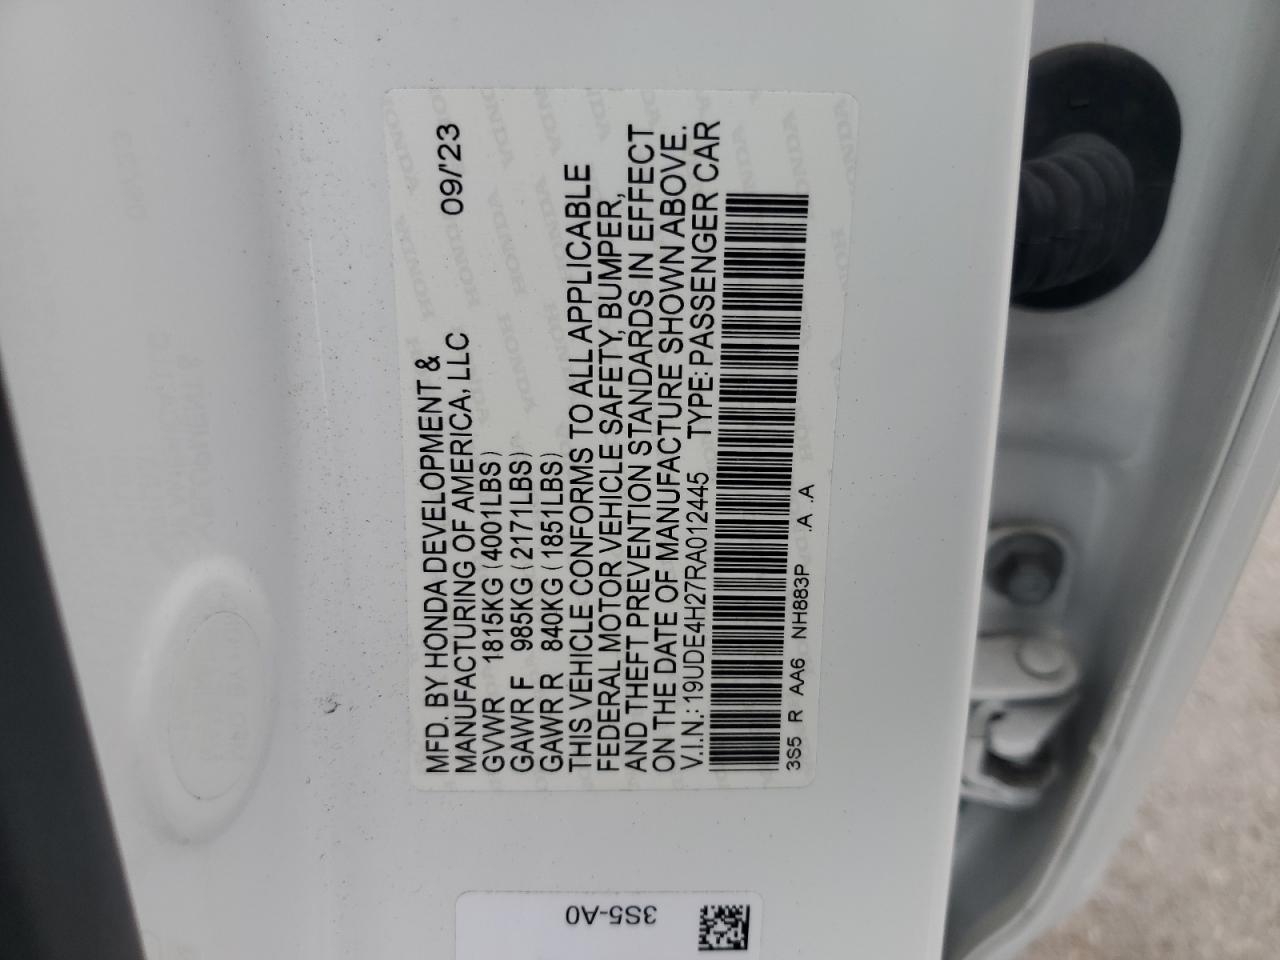 MFD. BY HONDA DEVELOPMENT &
MANUFACTURING OF AMERICA, LLC 09/'23
GVWR 1815KG (4001LBS)
GAWR F 985KG (2171LBS)
GAWR R 840KG (1851LBS)
THIS VEHICLE CONFORMS TO ALL APPLICABLE
FEDERAL MOTOR VEHICLE SAFETY, BUMPER,
AND THEFT PREVENTION STANDARDS IN EFFECT
ON THE DATE OF MANUFACTURE SHOWN ABOVE.
V.I.N.: 19UDE4H27RA012445 TYPE: PASSENGER CAR
3S5 R AA6 NH883P .A .A
3S5-A0